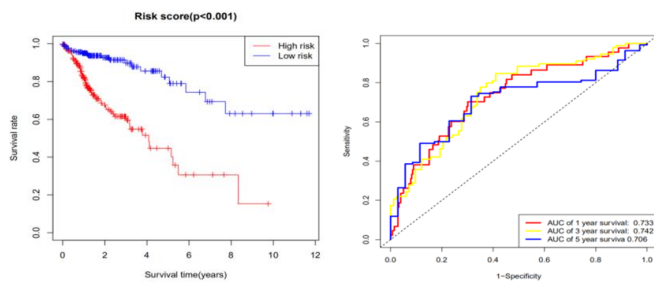 Risk score(p<0.001)
High risk
Low risk
Survival rate
1.0
0.8
0.6
0.4
0.2
0.0
0
2
4
6
8
10
12
Survival time(years)
Sensitivity
1.0
0.8
0.6
0.4
0.2
0.0
AUC of 1 year survival: 0.733
AUC of 3 year survival: 0.742
AUC of 5 year surviva 0.706
0.0
0.2
0.4
0.6
0.8
1.0
1-Specificity